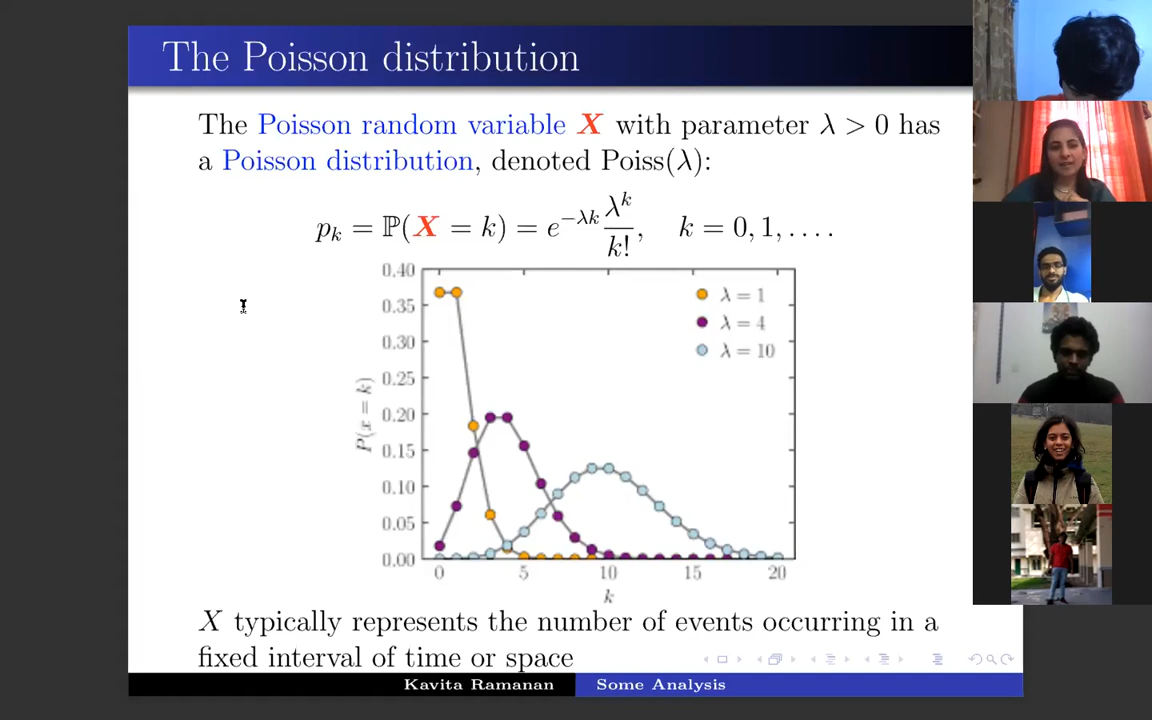 The Poisson distribution
The Poisson random variable X with parameter λ > 0 has
a Poisson distribution, denoted Poiss(λ):
pₖ = ℙ(X = k) = e^{−λk} λ^k / k!, k = 0, 1, . . . .
0.40
0.35
0.30
0.25
0.20
0.15
0.10
0.05
0.00
P(x = k)
λ = 1
λ = 4
λ = 10
0 5 10 15 20
k
X typically represents the number of events occurring in a
fixed interval of time or space
Kavita Ramanan Some Analysis